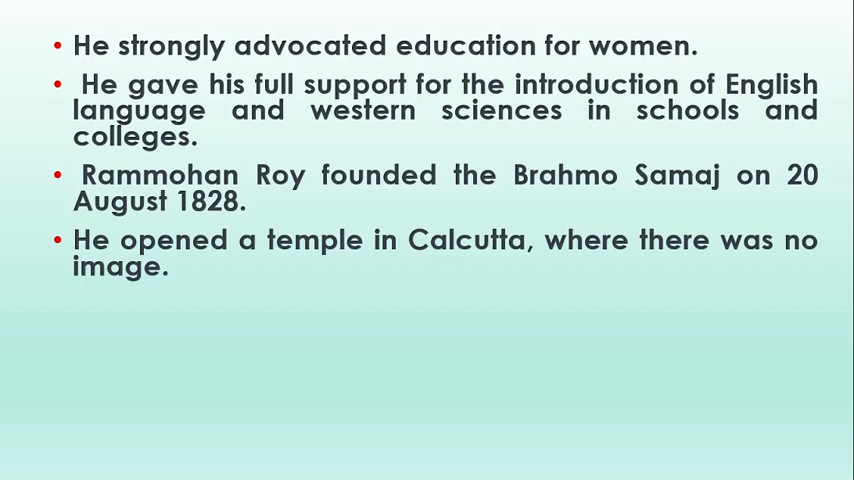 • He strongly advocated education for women.
• He gave his full support for the introduction of English
language and western sciences in schools and
colleges.
• Rammohan Roy founded the Brahmo Samaj on 20
August 1828.
• He opened a temple in Calcutta, where there was no
image.